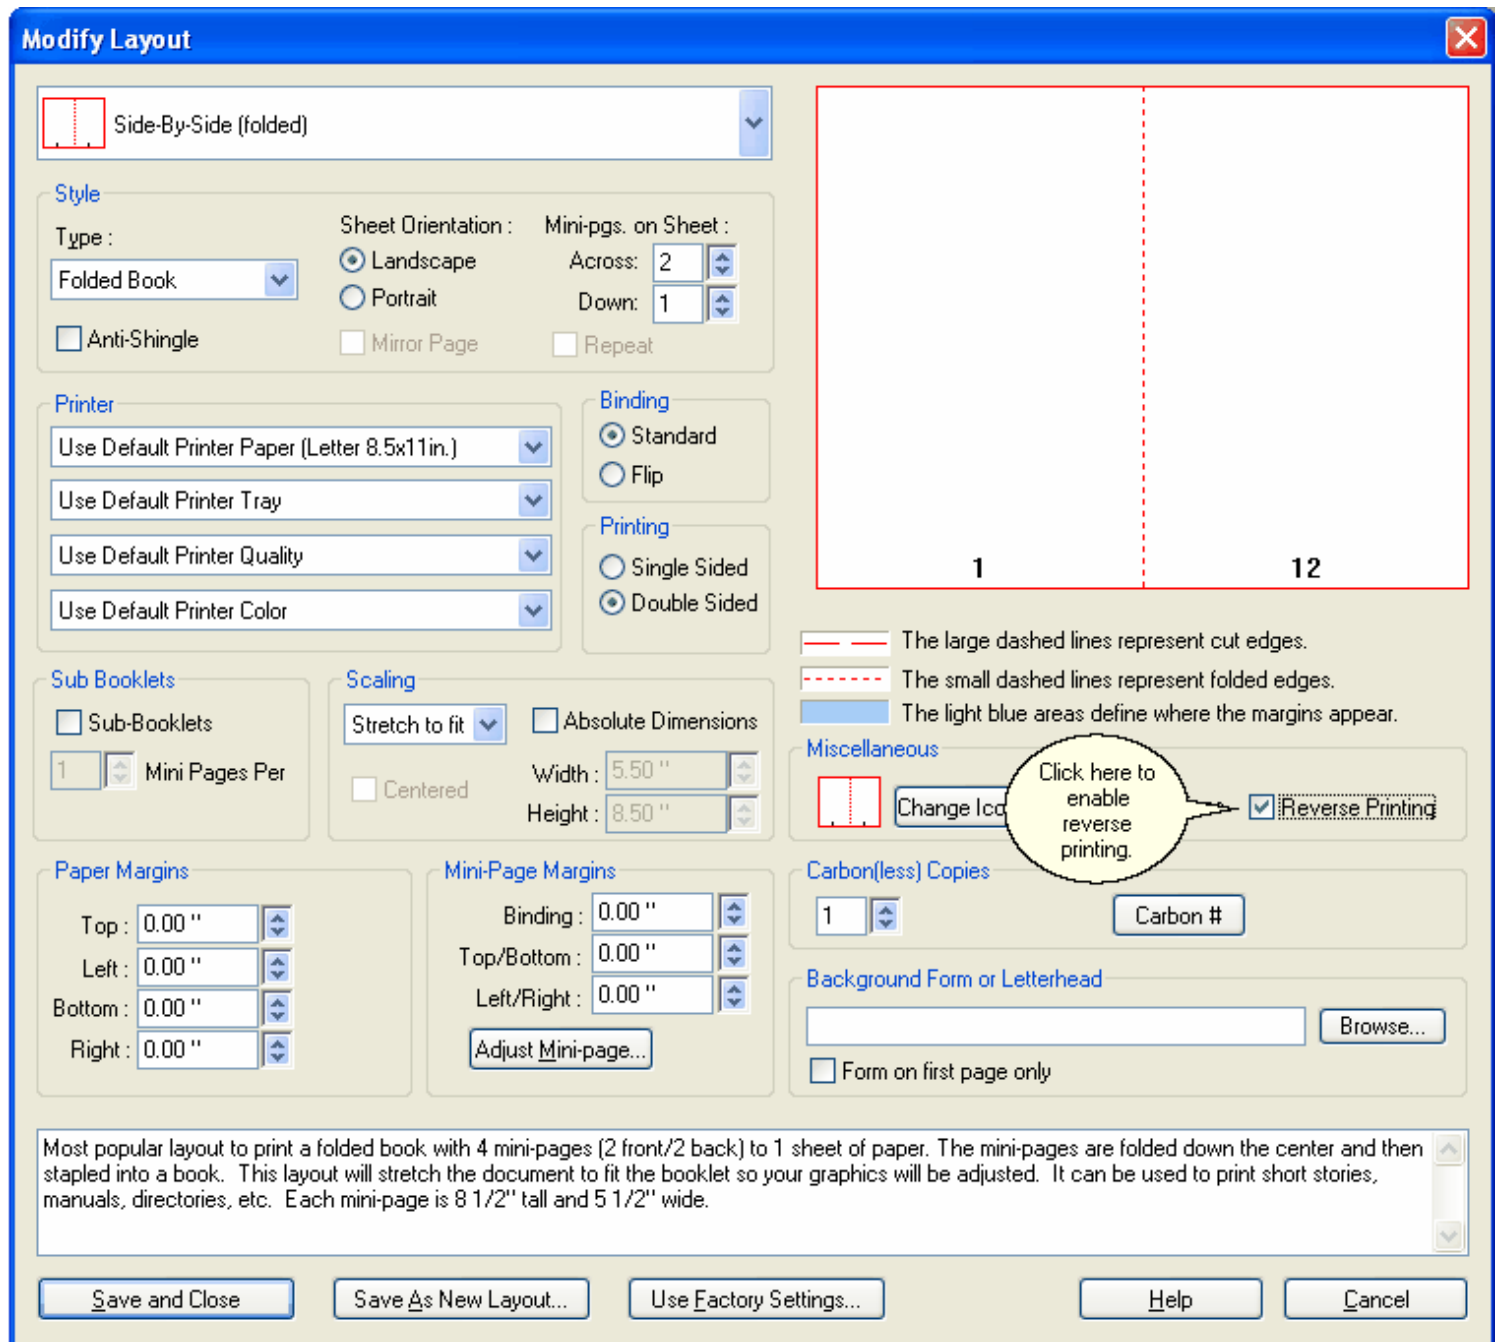 Modify Layout
Side-By-Side (folded)
Style
Type :
Folded Book
Anti-Shingle
Sheet Orientation :
Landscape
Portrait
Mirror Page
Mini-pgs. on Sheet :
Across: 2
Down: 1
Repeat
Printer
Use Default Printer Paper (Letter 8.5x11in.)
Use Default Printer Tray
Use Default Printer Quality
Use Default Printer Color
Binding
Standard
Flip
Printing
Single Sided
Double Sided
1 12
The large dashed lines represent cut edges.
The small dashed lines represent folded edges.
The light blue areas define where the margins appear.
Sub Booklets
Sub-Booklets
1 Mini Pages Per
Scaling
Stretch to fit
Centered
Absolute Dimensions
Width : 5.50 "
Height : 8.50 "
Miscellaneous
Change Ico
Click here to
enable
reverse
printing.
Reverse Printing
Paper Margins
Top : 0.00 "
Left : 0.00 "
Bottom : 0.00 "
Right : 0.00 "
Mini-Page Margins
Binding : 0.00 "
Top/Bottom : 0.00 "
Left/Right : 0.00 "
Adjust Mini-page...
Carbon(less) Copies
1 Carbon #
Background Form or Letterhead
Browse...
Form on first page only
Most popular layout to print a folded book with 4 mini-pages (2 front/2 back) to 1 sheet of paper. The mini-pages are folded down the center and then
stapled into a book.  This layout will stretch the document to fit the booklet so your graphics will be adjusted.  It can be used to print short stories,
manuals, directories, etc.  Each mini-page is 8 1/2" tall and 5 1/2" wide.
Save and Close
Save As New Layout...
Use Factory Settings...
Help
Cancel